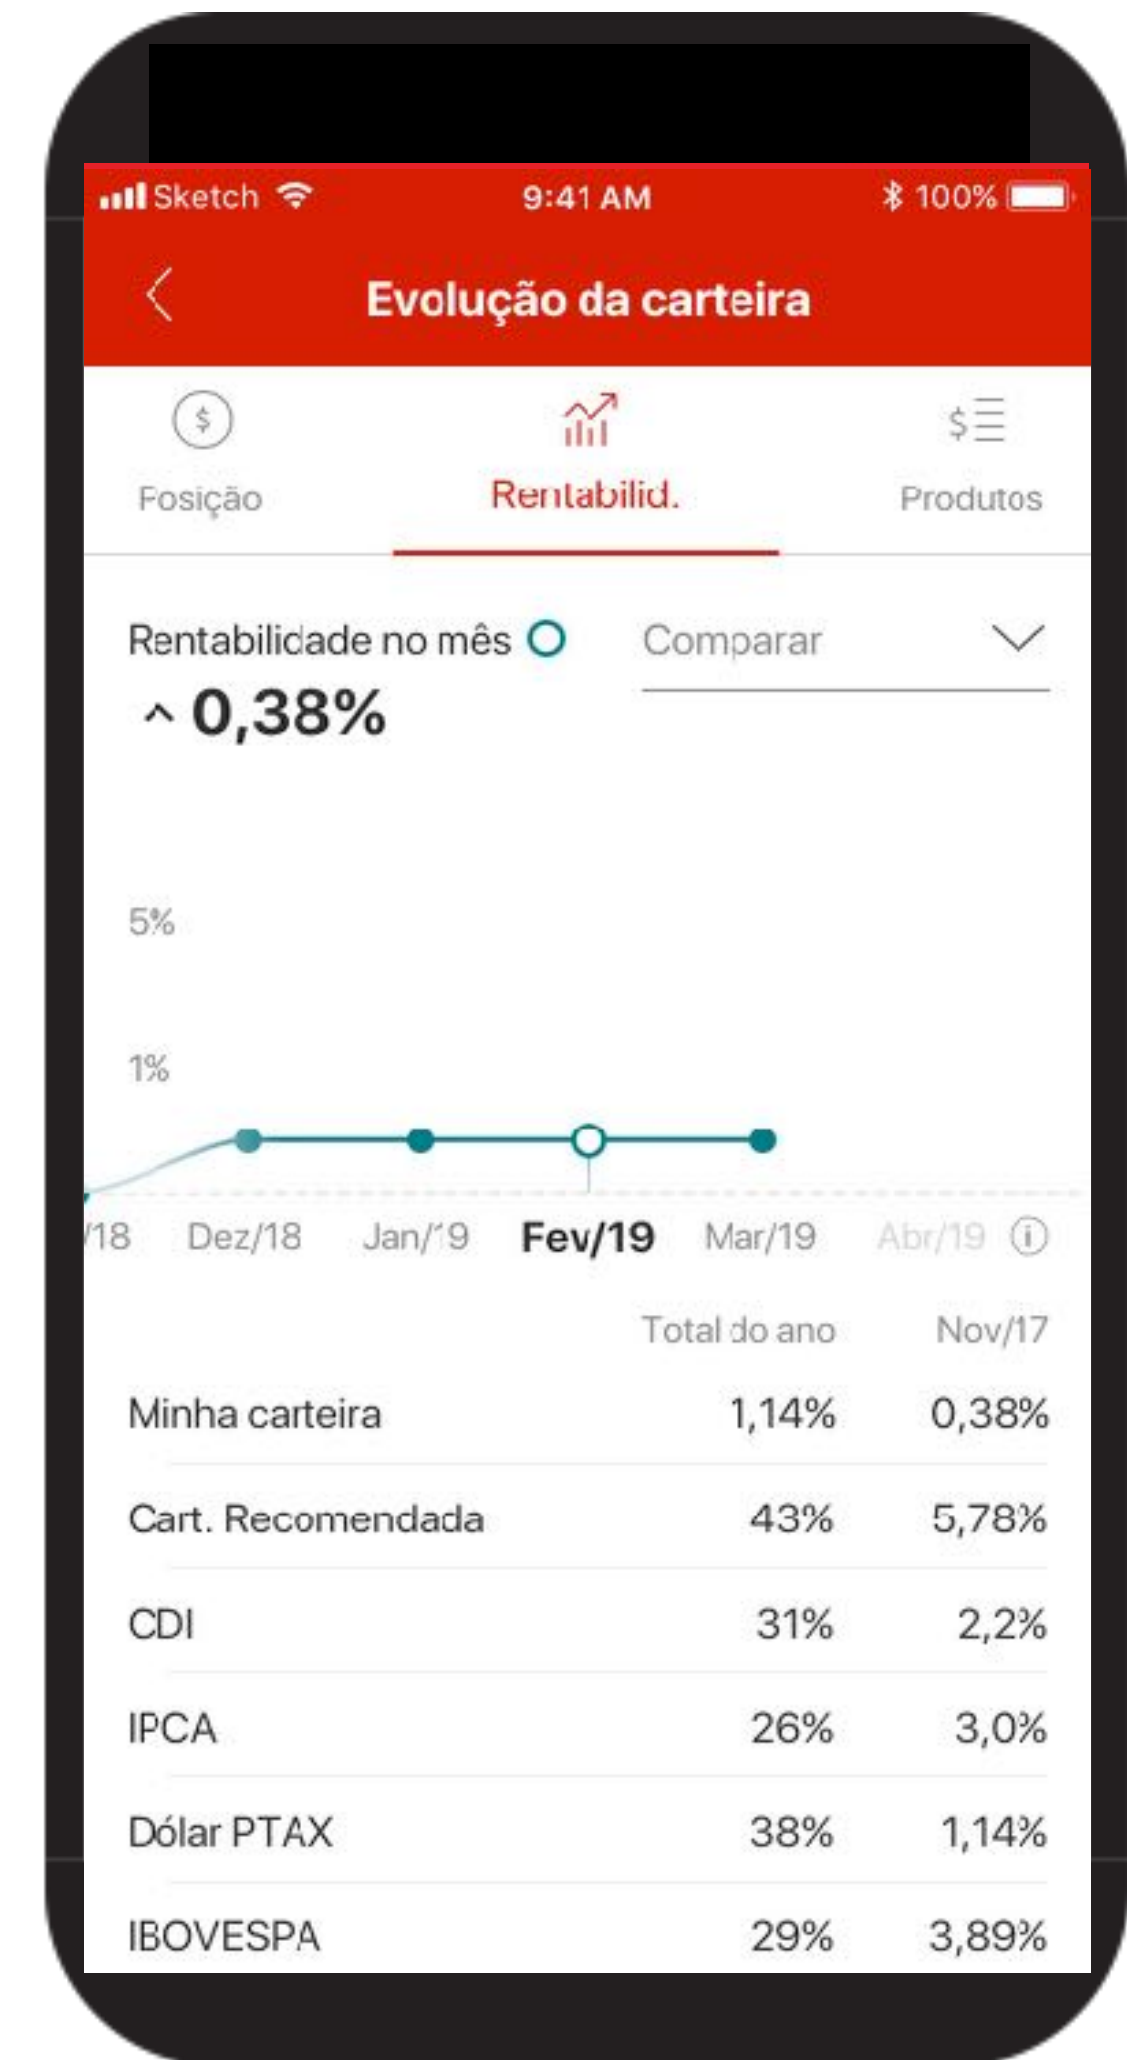 Sketch 9:41 AM 100%
Evolução da carteira
Posição Rentabilid. Produtos
Rentabilidade no mês Comparar
^ 0,38%
5%
1%
/18 Dez/18 Jan/19 Fev/19 Mar/19 Abr/19
Total do ano Nov/17
Minha carteira 1,14% 0,38%
Cart. Recomendada 43% 5,78%
CDI 31% 2,2%
IPCA 26% 3,0%
Dólar PTAX 38% 1,14%
IBOVESPA 29% 3,89%